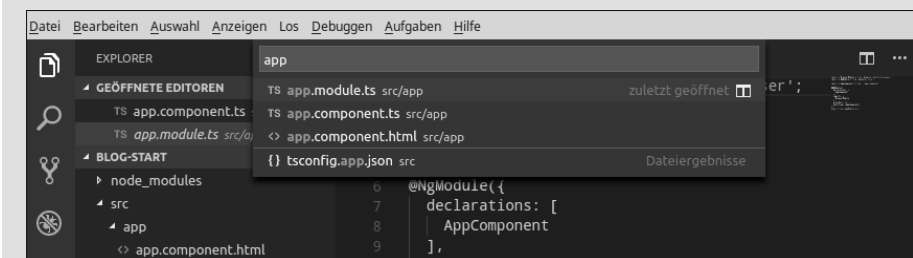 Datei Bearbeiten Auswahl Anzeigen Los Debuggen Aufgaben Hilfe
EXPLORER
GEÖFFNETE EDITOREN
TS app.component.ts
TS app.module.ts src/a
BLOG-START
node_modules
src
app
<> app.component.html
app
TS app.module.ts src/app zuletzt geöffnet
TS app.component.ts src/app
<> app.component.html src/app
{} tsconfig.app.json src Dateiergebnisse
ser';
6 @NgModule({
7 declarations: [
8 AppComponent
9 ],